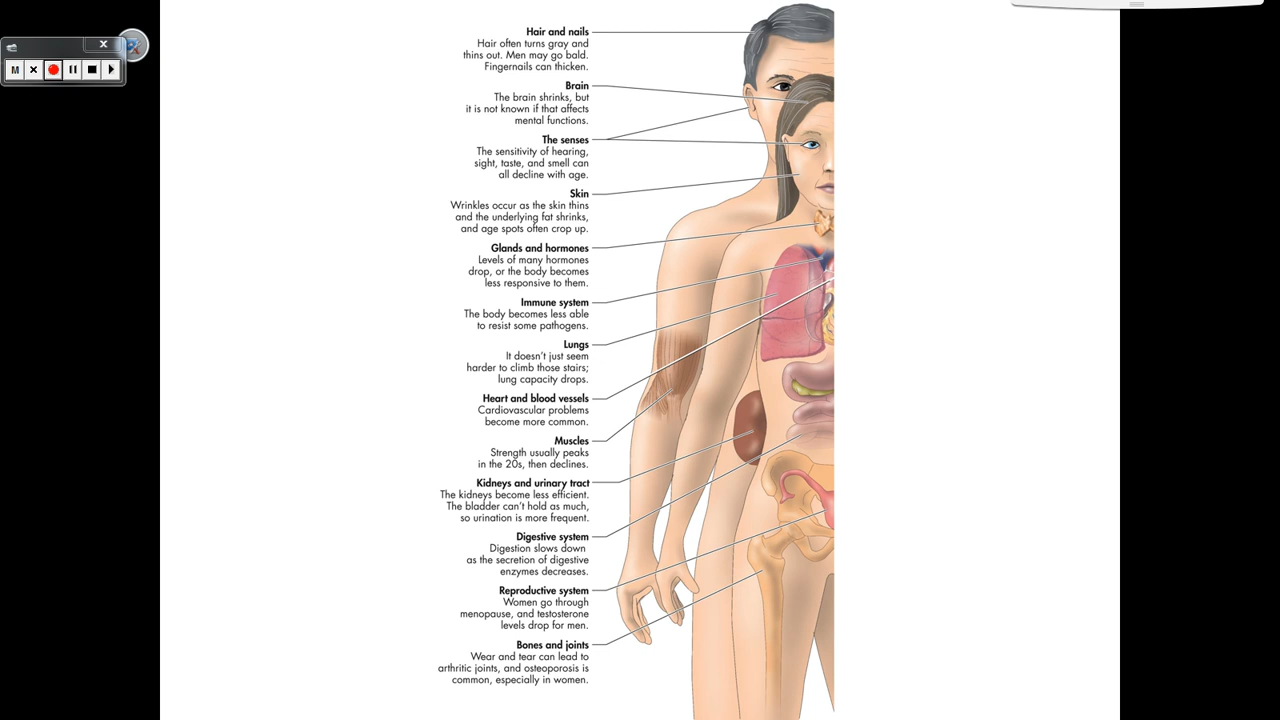 Hair and nails
Hair often turns gray and
thins out. Men may go bald.
Fingernails can thicken.
Brain
The brain shrinks, but
it is not known if that affects
mental functions.
The senses
The sensitivity of hearing,
sight, taste, and smell can
all decline with age.
Skin
Wrinkles occur as the skin thins
and the underlying fat shrinks,
and age spots often crop up.
Glands and hormones
Levels of many hormones
drop, or the body becomes
less responsive to them.
Immune system
The body becomes less able
to resist some pathogens.
Lungs
It doesn't just seem
harder to climb those stairs;
lung capacity drops.
Heart and blood vessels
Cardiovascular problems
become more common.
Muscles
Strength usually peaks
in the 20s, then declines.
Kidneys and urinary tract
The kidneys become less efficient.
The bladder can't hold as much,
so urination is more frequent.
Digestive system
Digestion slows down
as the secretion of digestive
enzymes decreases.
Reproductive system
Women go through
menopause, and testosterone
levels drop for men.
Bones and joints
Wear and tear can lead to
arthritic joints, and osteoporosis is
common, especially in women.
M